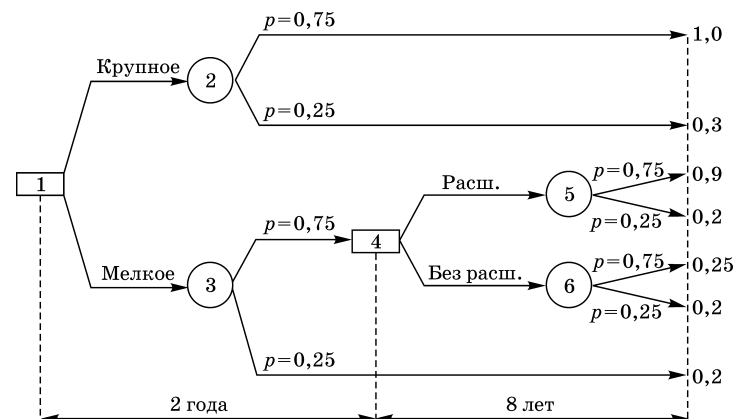 p=0,75
1,0
Крупное
2
p=0,25
0,3
1
p=0,75
0,9
Расш.
5
p=0,25
0,2
p=0,75
4
Мелкое
3
Без расш.
6
p=0,75
0,25
p=0,25
0,2
p=0,25
0,2
2 года
8 лет